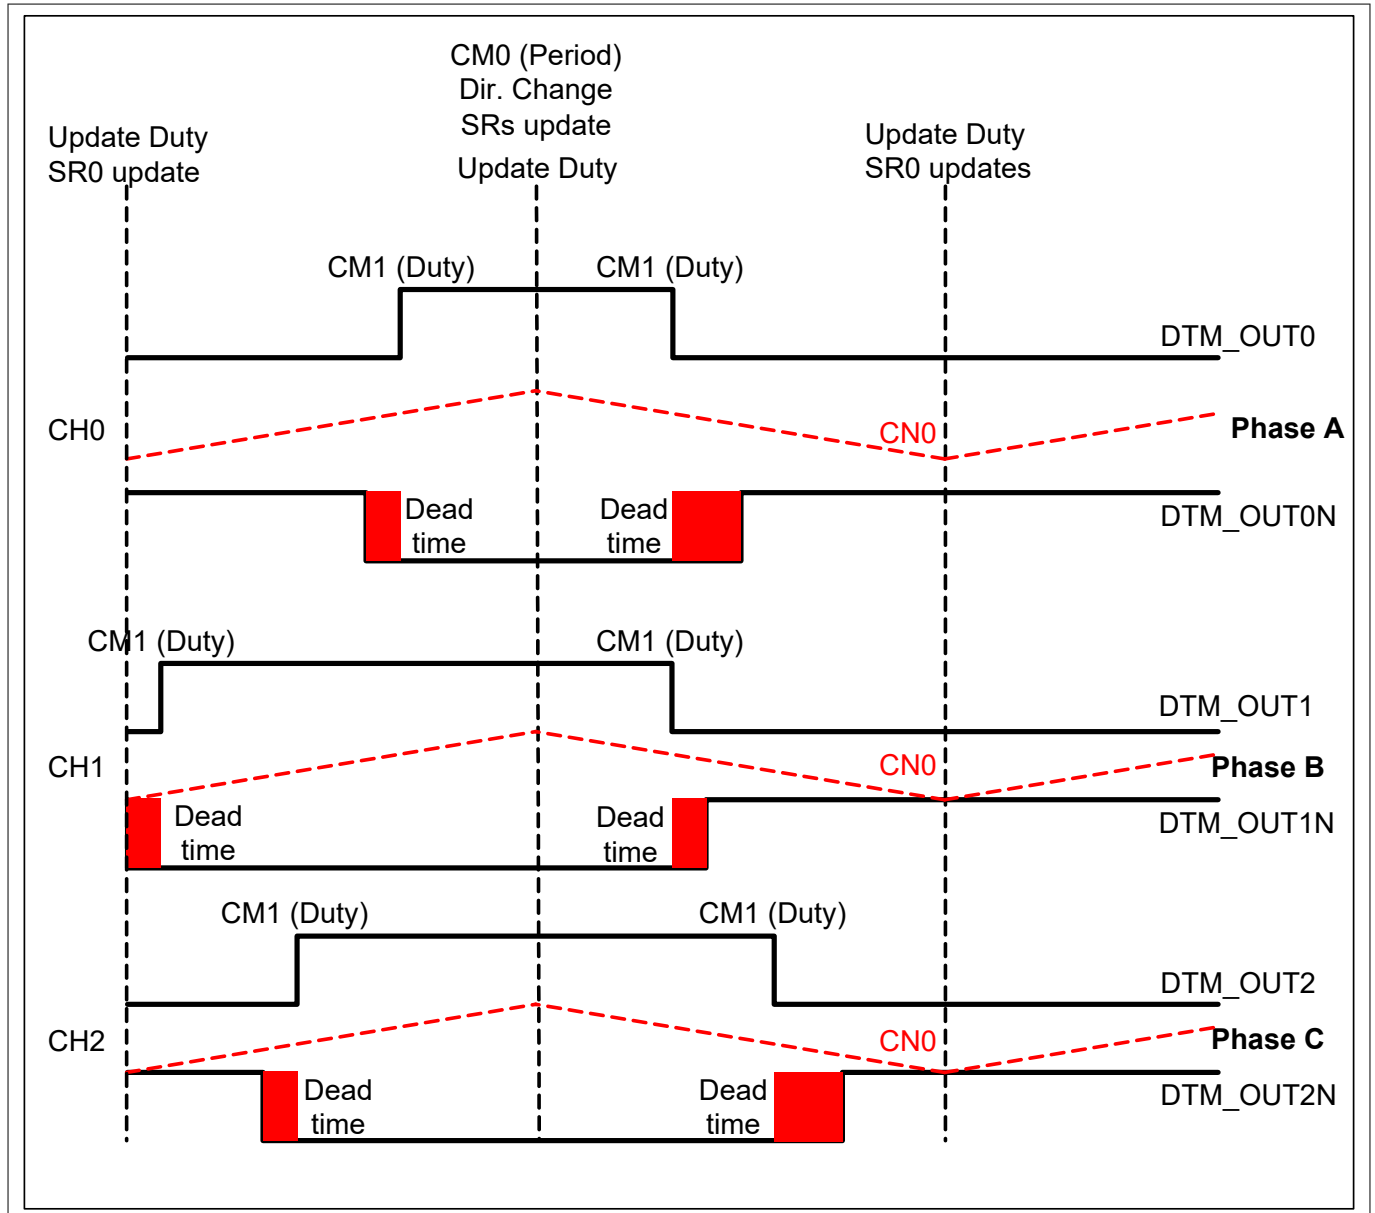 CM0 (Period)
Dir. Change
SRs update
Update Duty
Update Duty
SR0 update
Update Duty
SR0 updates
CM1 (Duty)
CM1 (Duty)
DTM_OUT0
CH0
CN0
Phase A
Dead
time
Dead
time
DTM_OUT0N
CM1 (Duty)
CM1 (Duty)
DTM_OUT1
CH1
CN0
Phase B
Dead
time
Dead
time
DTM_OUT1N
CM1 (Duty)
CM1 (Duty)
DTM_OUT2
CH2
CN0
Phase C
Dead
time
Dead
time
DTM_OUT2N